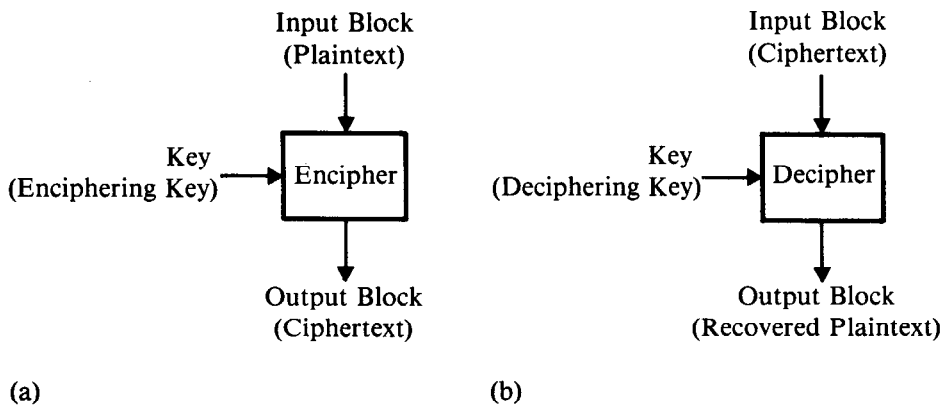 Input Block
(Plaintext)
Key
(Enciphering Key)
Encipher
Output Block
(Ciphertext)
(a)
Input Block
(Ciphertext)
Key
(Deciphering Key)
Decipher
Output Block
(Recovered Plaintext)
(b)